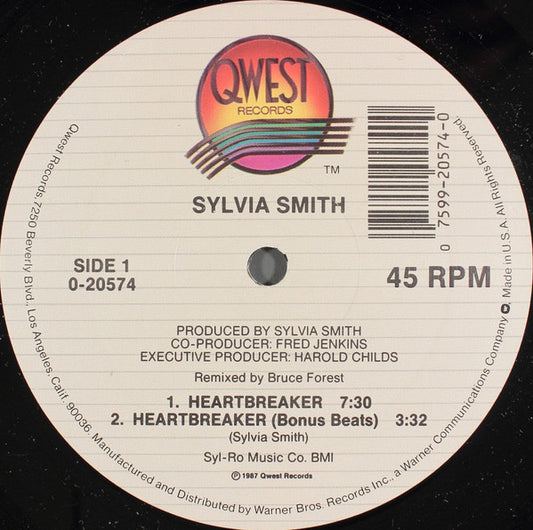 QWEST
RECORDS
TM
SYLVIA SMITH
0 7599-20574-0
SIDE 1
0-20574
45 RPM
PRODUCED BY SYLVIA SMITH
CO-PRODUCER: FRED JENKINS
EXECUTIVE PRODUCER: HAROLD CHILDS
Remixed by Bruce Forest
1. HEARTBREAKER 7:30
2. HEARTBREAKER (Bonus Beats) 3:32
(Sylvia Smith)
Syl-Ro Music Co. BMI
℗ 1987 Qwest Records
Qwest Records, 7250 Beverly Blvd., Los Angeles, Calif. 90036. Manufactured and Distributed by Warner Bros. Records Inc., a Warner Communications Company. Made in U.S.A. All Rights Reserved.